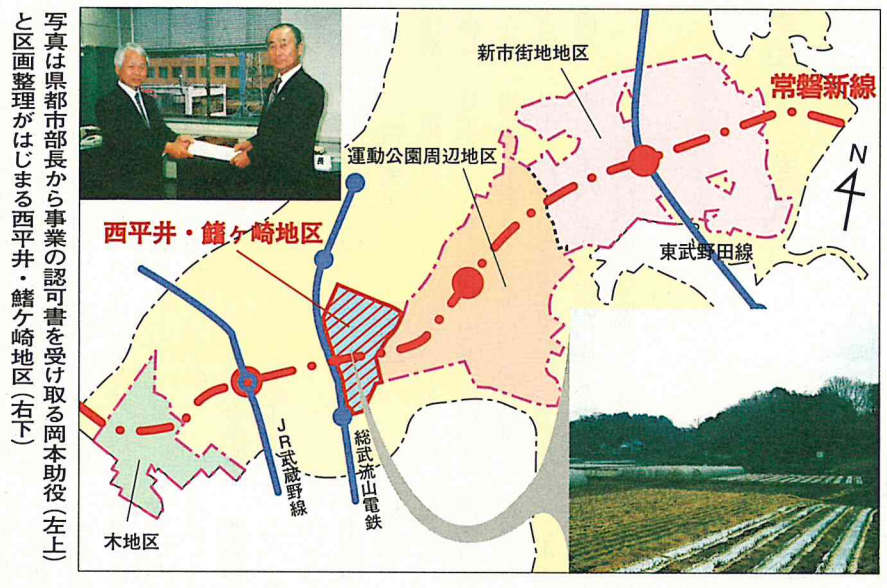 写真は県都市部長から事業の認可書を受け取る岡本助役（左上）
と区画整理がはじまる西平井・鰭ケ崎地区（右下）
新市街地地区
常磐新線
運動公園周辺地区
N
西平井・鰭ヶ崎地区
東武野田線
JR武蔵野線
総武流山電鉄
木地区